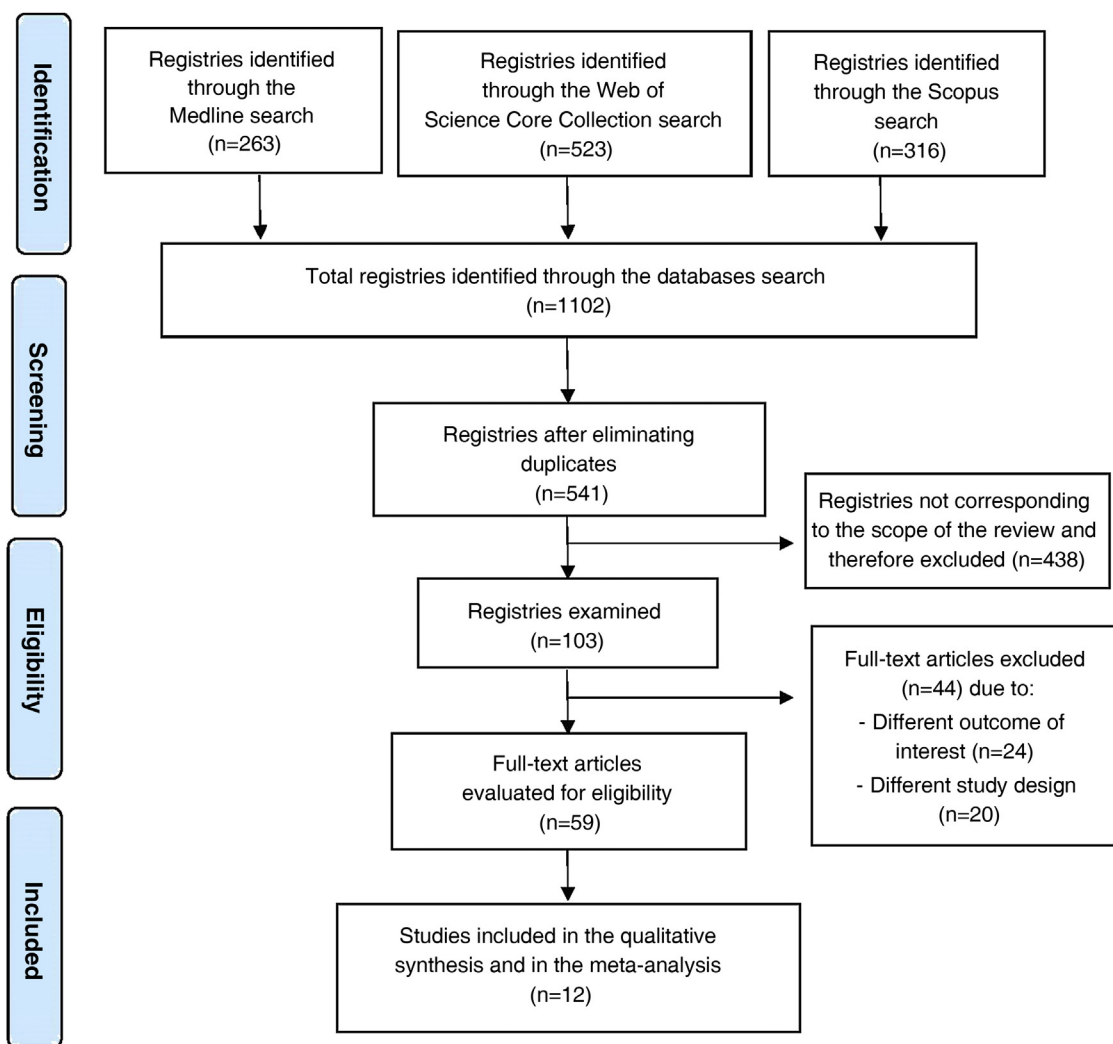 Identification
Registries identified
through the
Medline search
(n=263)
Registries identified
through the Web of
Science Core Collection search
(n=523)
Registries identified
through the Scopus
search
(n=316)
Total registries identified through the databases search
(n=1102)
Screening
Registries after eliminating
duplicates
(n=541)
Registries not corresponding
to the scope of the review and
therefore excluded (n=438)
Eligibility
Registries examined
(n=103)
Full-text articles excluded
(n=44) due to:
- Different outcome of
interest (n=24)
- Different study design
(n=20)
Full-text articles
evaluated for eligibility
(n=59)
Included
Studies included in the qualitative
synthesis and in the meta-analysis
(n=12)